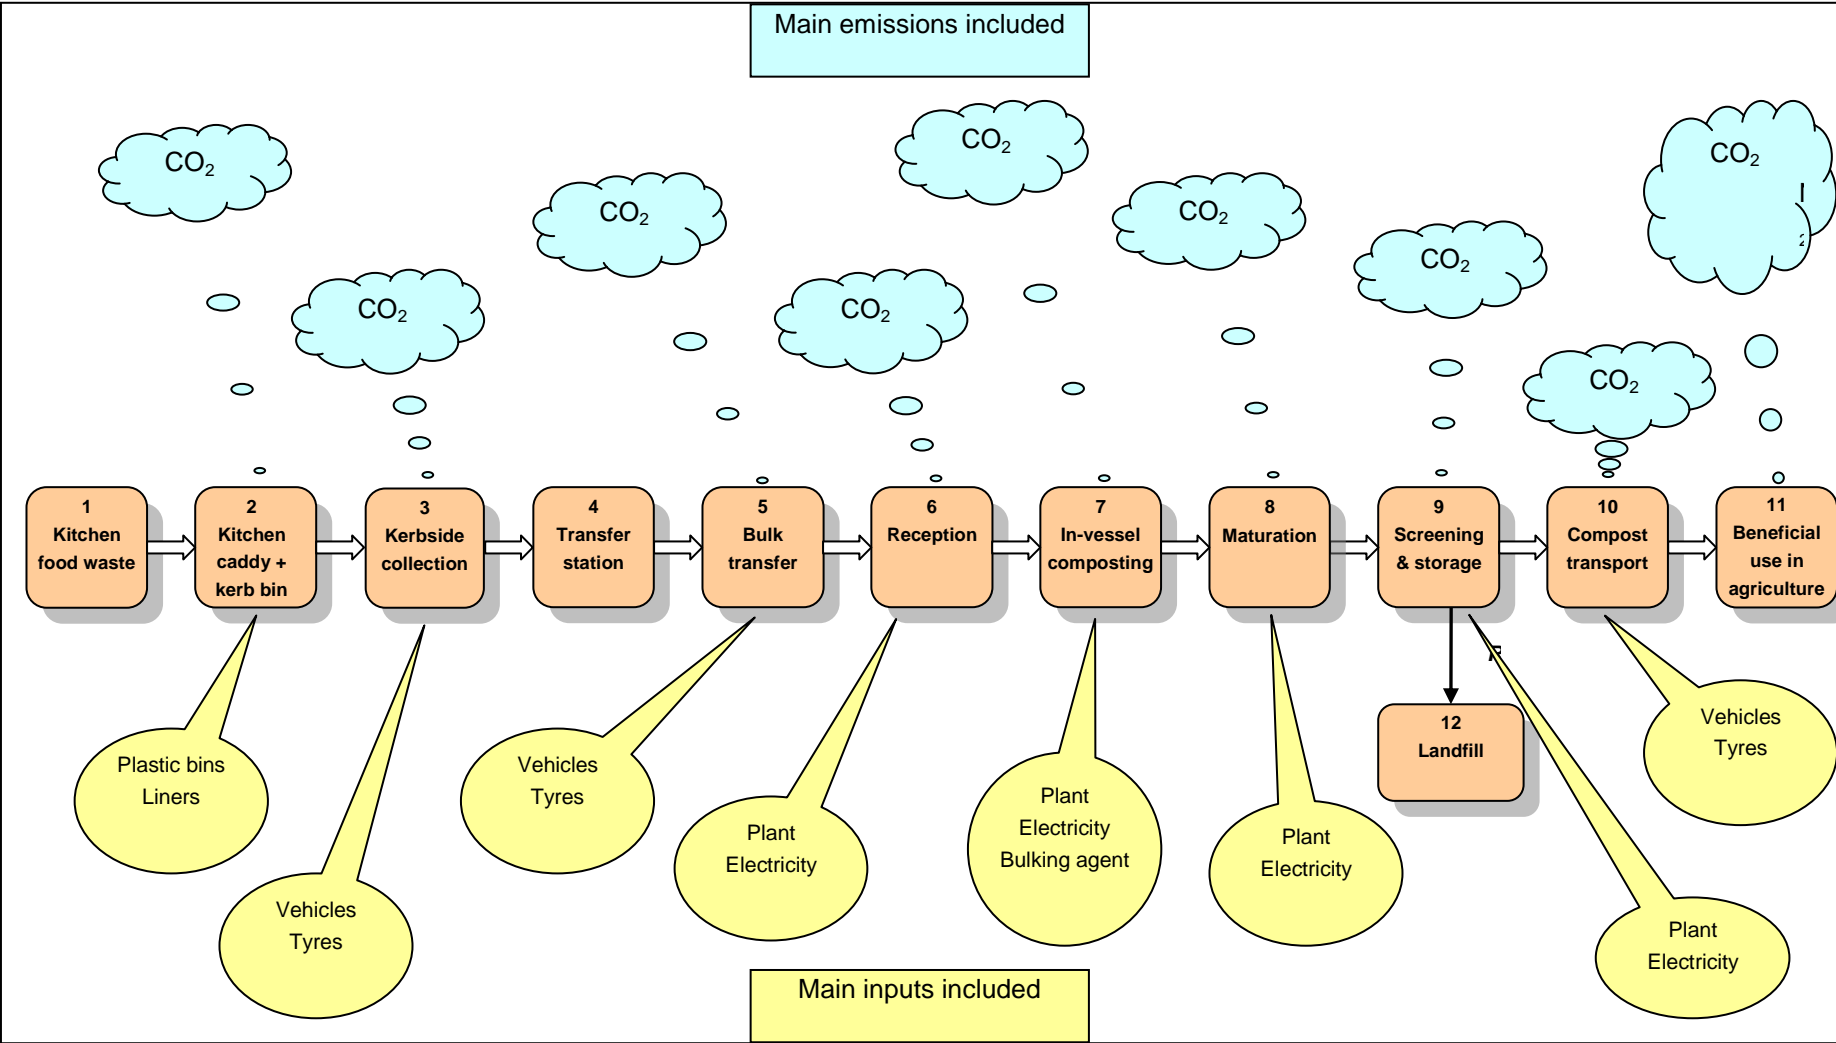 Main emissions included
CO₂
CO₂
CO₂
CO₂
CO₂
CO₂
CO₂
CO₂
CO₂
1
Kitchen
food waste
2
Kitchen
caddy +
kerb bin
3
Kerbside
collection
4
Transfer
station
5
Bulk
transfer
6
Reception
7
In-vessel
composting
8
Maturation
9
Screening
& storage
10
Compost
transport
11
Beneficial
use in
agriculture
12
Landfill
Plastic bins
Liners
Vehicles
Tyres
Vehicles
Tyres
Plant
Electricity
Plant
Electricity
Bulking agent
Plant
Electricity
Plant
Electricity
Vehicles
Tyres
Main inputs included